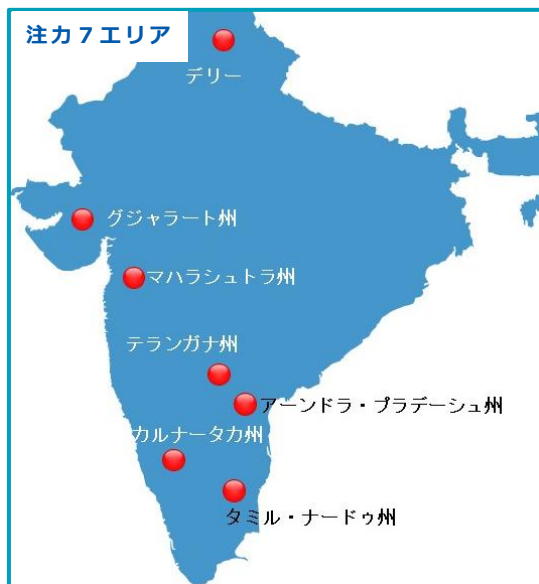 注力７エリア
デリー
グジャラート州
マハラシュトラ州
テランガナ州
アーンドラ・プラデーシュ州
カルナータカ州
タミル・ナードゥ州